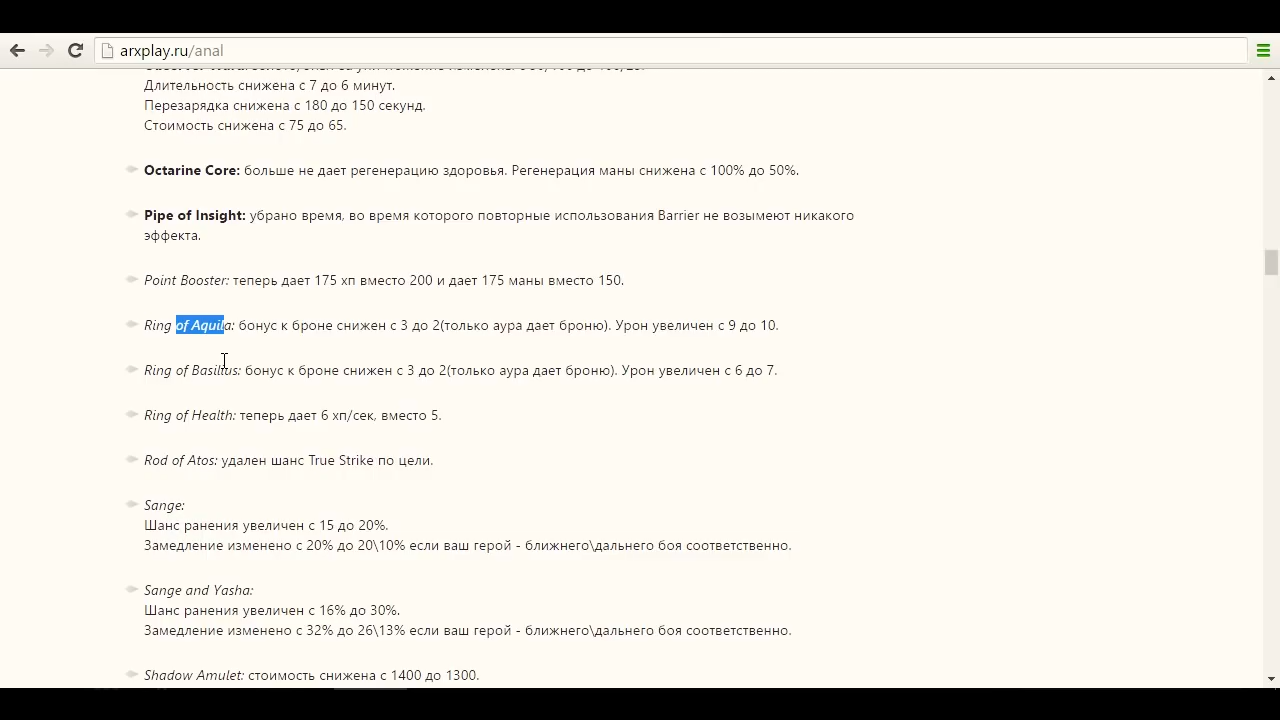 arxplay.ru/anal
Длительность снижена с 7 до 6 минут.
Перезарядка снижена с 180 до 150 секунд.
Стоимость снижена с 75 до 65.
Octarine Core: больше не дает регенерацию здоровья. Регенерация маны снижена с 100% до 50%.
Pipe of Insight: убрано время, во время которого повторные использования Barrier не возымеют никакого
эффекта.
Point Booster: теперь дает 175 хп вместо 200 и дает 175 маны вместо 150.
Ring of Aquila: бонус к броне снижен с 3 до 2(только аура дает броню). Урон увеличен с 9 до 10.
Ring of Basilius: бонус к броне снижен с 3 до 2(только аура дает броню). Урон увеличен с 6 до 7.
Ring of Health: теперь дает 6 хп/сек, вместо 5.
Rod of Atos: удален шанс True Strike по цели.
Sange:
Шанс ранения увеличен с 15 до 20%.
Замедление изменено с 20% до 20\10% если ваш герой - ближнего\дальнего боя соответственно.
Sange and Yasha:
Шанс ранения увеличен с 16% до 30%.
Замедление изменено с 32% до 26\13% если ваш герой - ближнего\дальнего боя соответственно.
Shadow Amulet: стоимость снижена с 1400 до 1300.